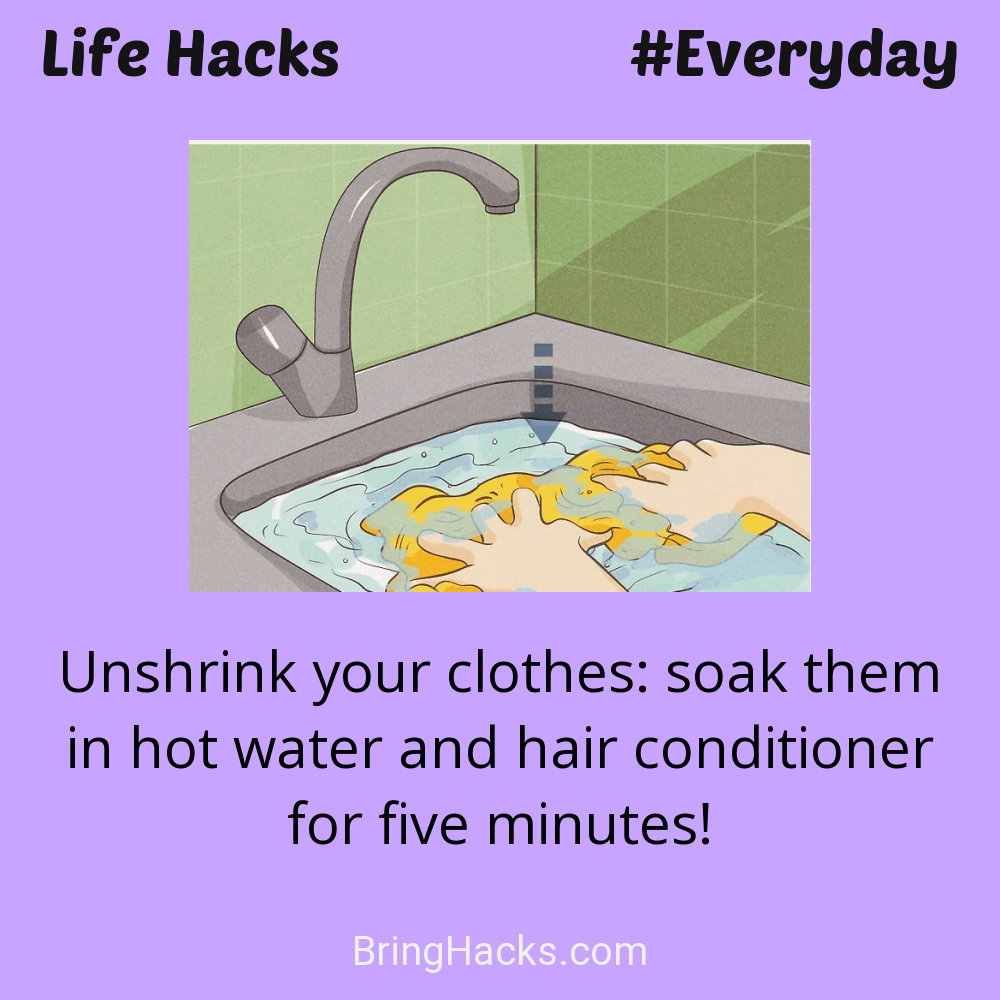 Life Hacks
#Everyday
Unshrink your clothes: soak them
in hot water and hair conditioner
for five minutes!
BringHacks.com